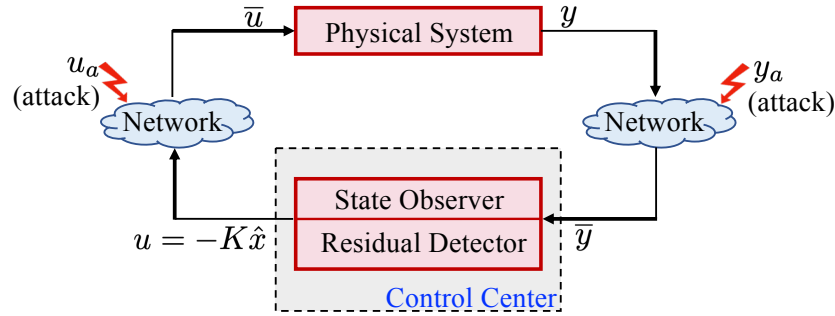 u̅
Physical System
y
u_a
(attack)
Network
Network
y_a
(attack)
State Observer
Residual Detector
u = −Kx̂
y̅
Control Center